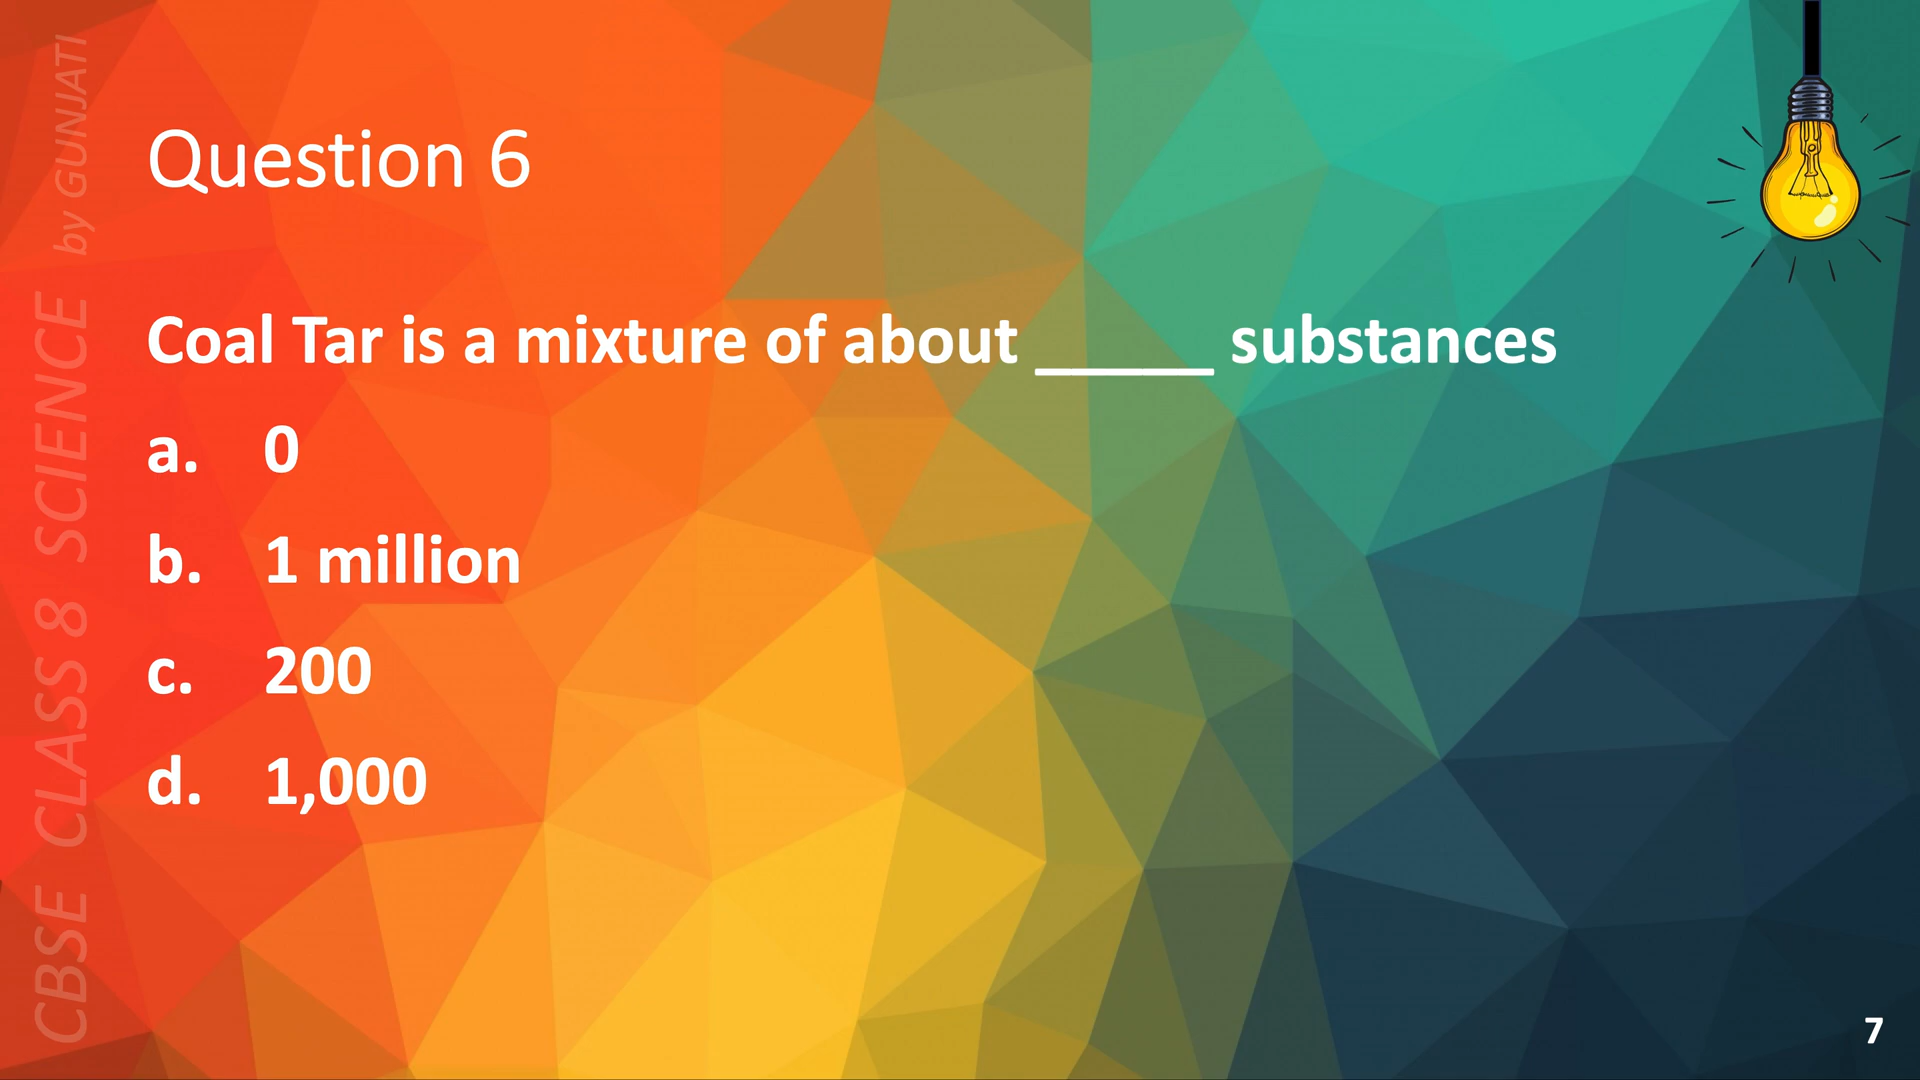 Question 6
Coal Tar is a mixture of about _____ substances
a. 0
b. 1 million
c. 200
d. 1,000
CBSE CLASS 8 SCIENCE by GUNJATI
7